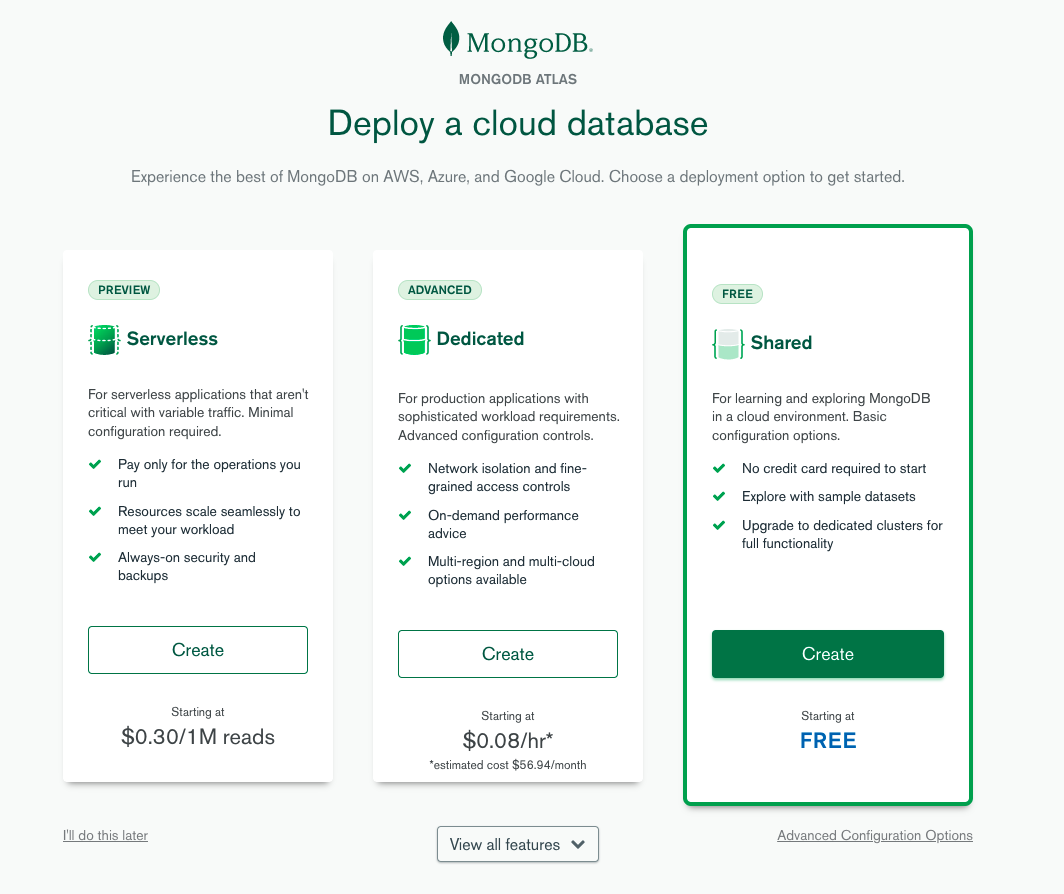 MongoDB.
MONGODB ATLAS
Deploy a cloud database
Experience the best of MongoDB on AWS, Azure, and Google Cloud. Choose a deployment option to get started.
PREVIEW
Serverless
For serverless applications that aren't
critical with variable traffic. Minimal
configuration required.
Pay only for the operations you
run
Resources scale seamlessly to
meet your workload
Always-on security and
backups
Create
Starting at
$0.30/1M reads
ADVANCED
Dedicated
For production applications with
sophisticated workload requirements.
Advanced configuration controls.
Network isolation and fine-
grained access controls
On-demand performance
advice
Multi-region and multi-cloud
options available
Create
Starting at
$0.08/hr*
*estimated cost $56.94/month
FREE
Shared
For learning and exploring MongoDB
in a cloud environment. Basic
configuration options.
No credit card required to start
Explore with sample datasets
Upgrade to dedicated clusters for
full functionality
Create
Starting at
FREE
I'll do this later
View all features
Advanced Configuration Options